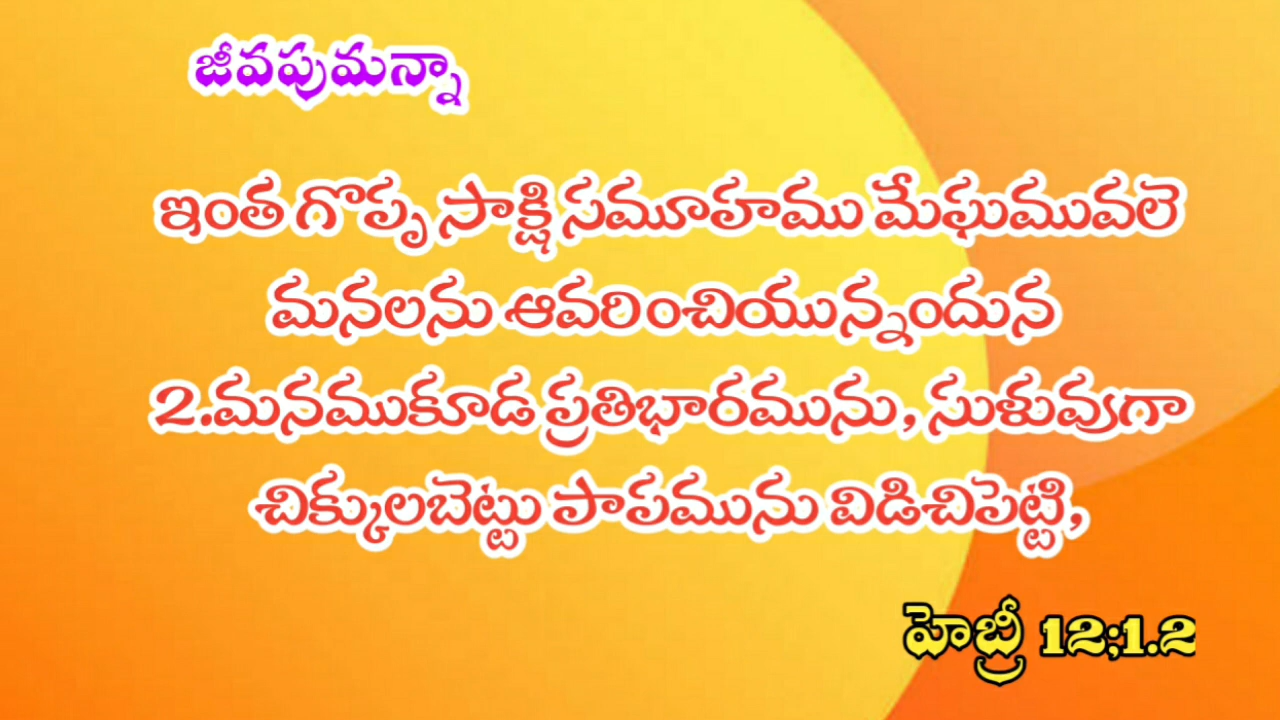 జీవపుమన్నా
ఇంత గొప్ప సాక్షి సమూహము మేఘమువలె
మనలను ఆవరించియున్నందున
2.మనముకూడ ప్రతిభారమును, సుళువుగా
చిక్కులబెట్టు పాపమును విడిచిపెట్టి,
హెబ్రీ 12;1.2